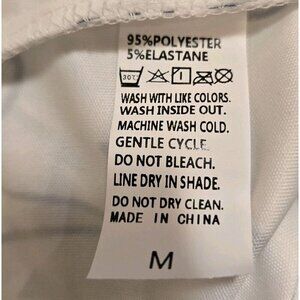 95%POLYESTER
5%ELASTANE
30℃
WASH WITH LIKE COLORS.
WASH INSIDE OUT.
MACHINE WASH COLD.
GENTLE CYCLE.
DO NOT BLEACH.
LINE DRY IN SHADE.
DO NOT DRY CLEAN.
MADE IN CHINA
M